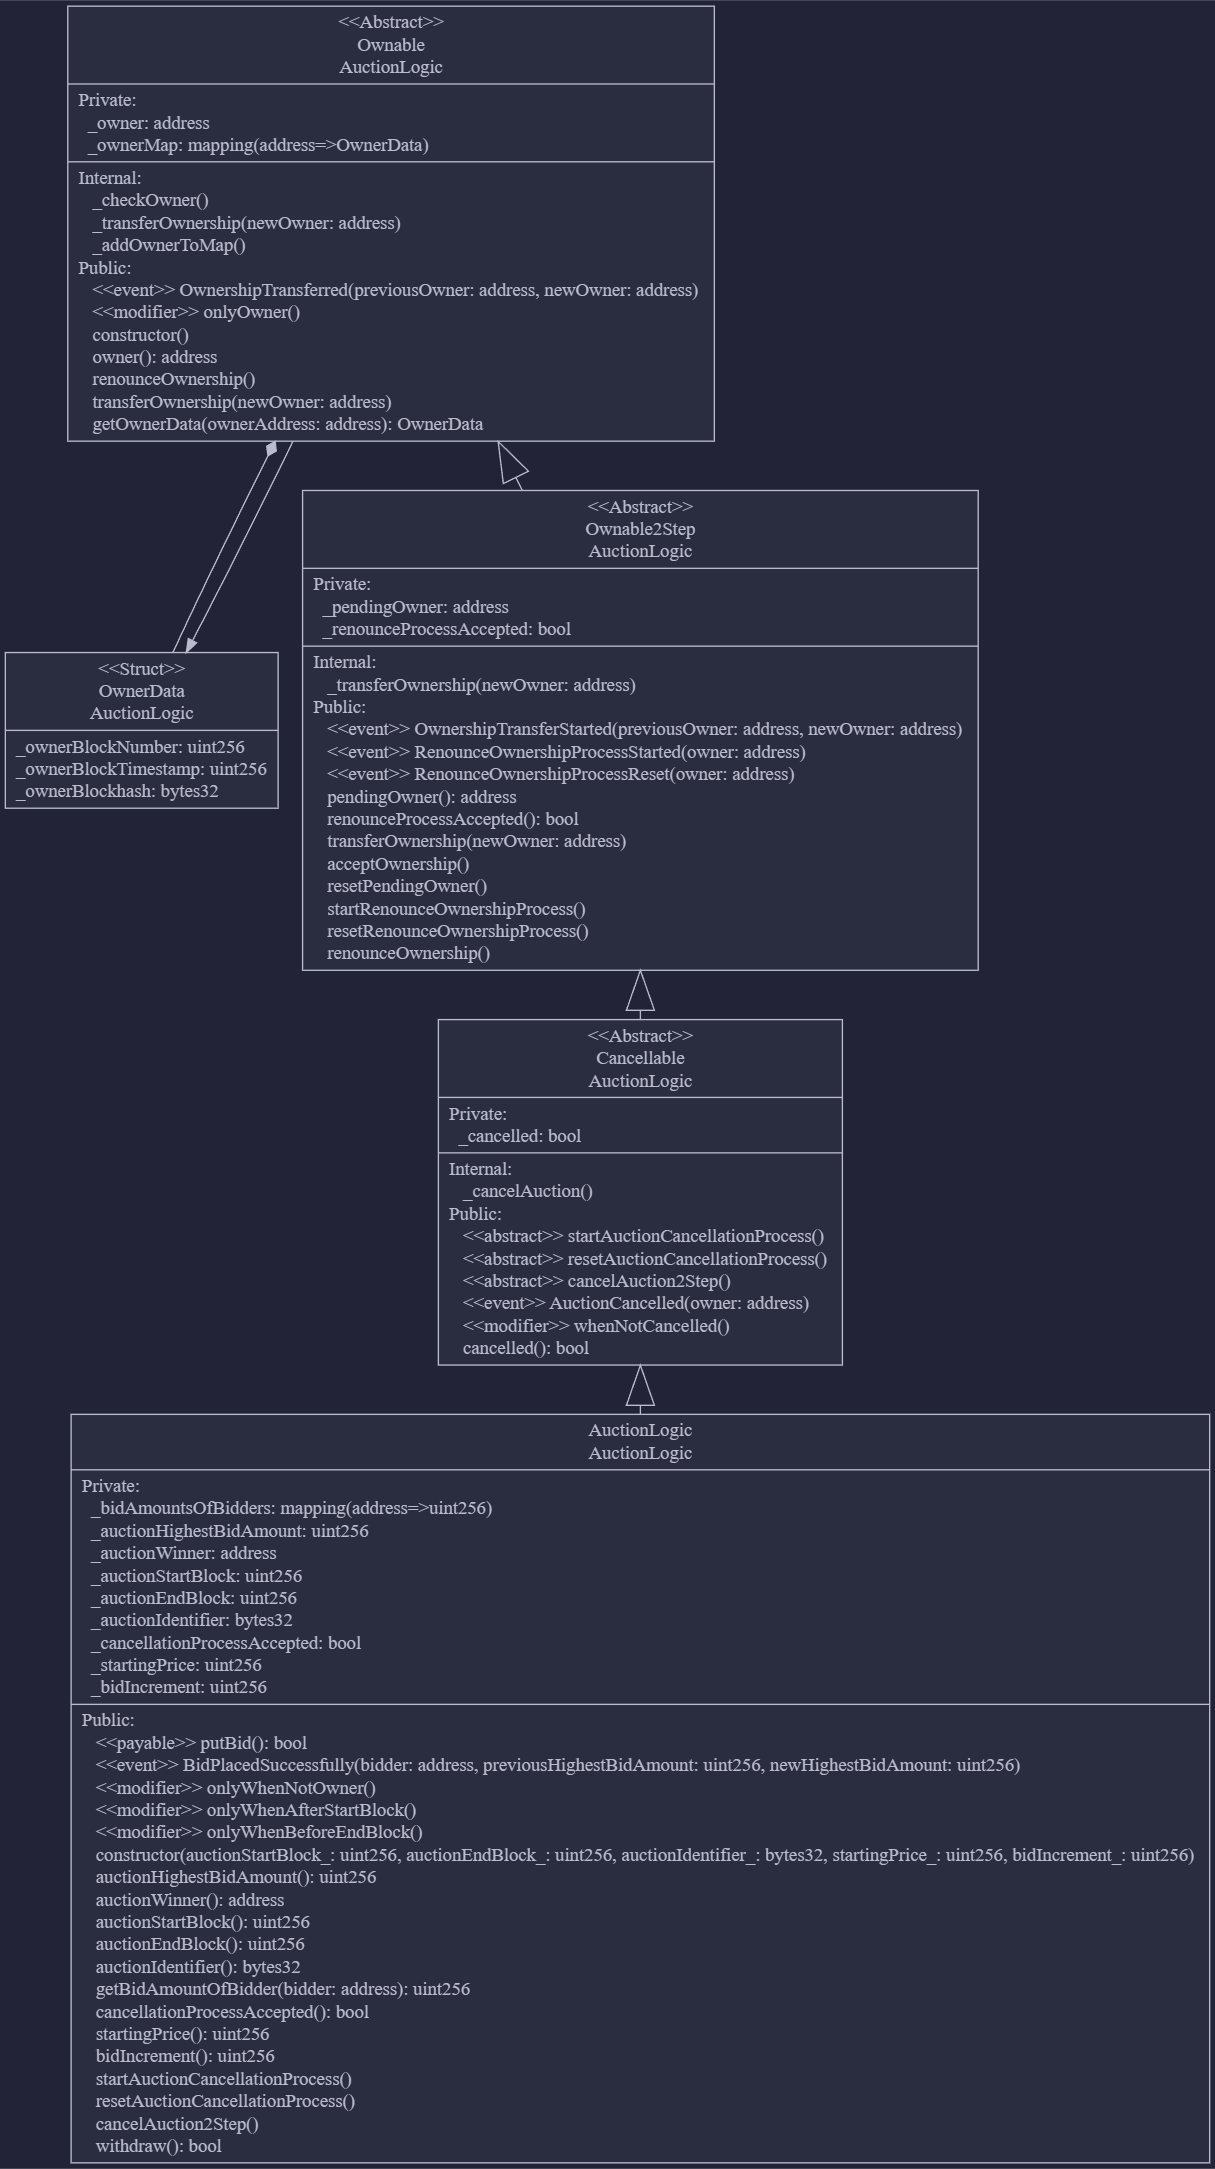 <<Abstract>>
Ownable
AuctionLogic
Private:
_owner: address
_ownerMap: mapping(address=>OwnerData)
Internal:
_checkOwner()
_transferOwnership(newOwner: address)
_addOwnerToMap()
Public:
<<event>> OwnershipTransferred(previousOwner: address, newOwner: address)
<<modifier>> onlyOwner()
constructor()
owner(): address
renounceOwnership()
transferOwnership(newOwner: address)
getOwnerData(ownerAddress: address): OwnerData
<<Abstract>>
Ownable2Step
AuctionLogic
Private:
_pendingOwner: address
_renounceProcessAccepted: bool
Internal:
_transferOwnership(newOwner: address)
Public:
<<event>> OwnershipTransferStarted(previousOwner: address, newOwner: address)
<<event>> RenounceOwnershipProcessStarted(owner: address)
<<event>> RenounceOwnershipProcessReset(owner: address)
pendingOwner(): address
renounceProcessAccepted(): bool
transferOwnership(newOwner: address)
acceptOwnership()
resetPendingOwner()
startRenounceOwnershipProcess()
resetRenounceOwnershipProcess()
renounceOwnership()
<<Struct>>
OwnerData
AuctionLogic
_ownerBlockNumber: uint256
_ownerBlockTimestamp: uint256
_ownerBlockhash: bytes32
<<Abstract>>
Cancellable
AuctionLogic
Private:
_cancelled: bool
Internal:
_cancelAuction()
Public:
<<abstract>> startAuctionCancellationProcess()
<<abstract>> resetAuctionCancellationProcess()
<<abstract>> cancelAuction2Step()
<<event>> AuctionCancelled(owner: address)
<<modifier>> whenNotCancelled()
cancelled(): bool
AuctionLogic
AuctionLogic
Private:
_bidAmountsOfBidders: mapping(address=>uint256)
_auctionHighestBidAmount: uint256
_auctionWinner: address
_auctionStartBlock: uint256
_auctionEndBlock: uint256
_auctionIdentifier: bytes32
_cancellationProcessAccepted: bool
_startingPrice: uint256
_bidIncrement: uint256
Public:
<<payable>> putBid(): bool
<<event>> BidPlacedSuccessfully(bidder: address, previousHighestBidAmount: uint256, newHighestBidAmount: uint256)
<<modifier>> onlyWhenNotOwner()
<<modifier>> onlyWhenAfterStartBlock()
<<modifier>> onlyWhenBeforeEndBlock()
constructor(auctionStartBlock_: uint256, auctionEndBlock_: uint256, auctionIdentifier_: bytes32, startingPrice_: uint256, bidIncrement_: uint256)
auctionHighestBidAmount(): uint256
auctionWinner(): address
auctionStartBlock(): uint256
auctionEndBlock(): uint256
auctionIdentifier(): bytes32
getBidAmountOfBidder(bidder: address): uint256
cancellationProcessAccepted(): bool
startingPrice(): uint256
bidIncrement(): uint256
startAuctionCancellationProcess()
resetAuctionCancellationProcess()
cancelAuction2Step()
withdraw(): bool